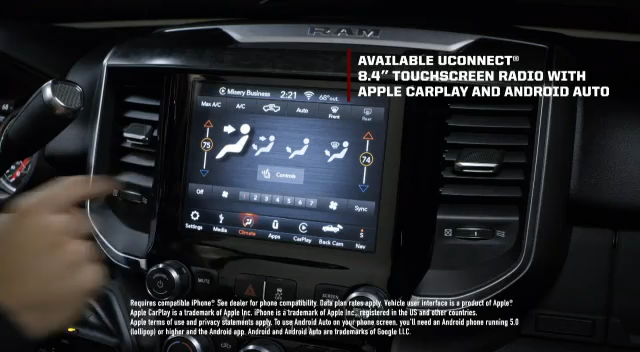 RAM
AVAILABLE UCONNECT®
8.4" TOUCHSCREEN RADIO WITH
APPLE CARPLAY AND ANDROID AUTO
Misery Business 2:21 68°
Max A/C A/C Auto Front Rear
75 74
Controls
Off 1 2 3 4 5 6 7 Sync
Settings Media Climate Apps CarPlay Back Cam Nav
MUTE SCREEN
Requires compatible iPhone® See dealer for phone compatibility. Data plan rates apply. Vehicle user interface is a product of Apple®
Apple CarPlay is a trademark of Apple Inc. iPhone is a trademark of Apple Inc., registered in the US and other countries.
Apple terms of use and privacy statements apply. To use Android Auto on your phone screen, you'll need an Android phone running 5.0
(lollipop) or higher and the Android app. Android and Android Auto are trademarks of Google LLC.